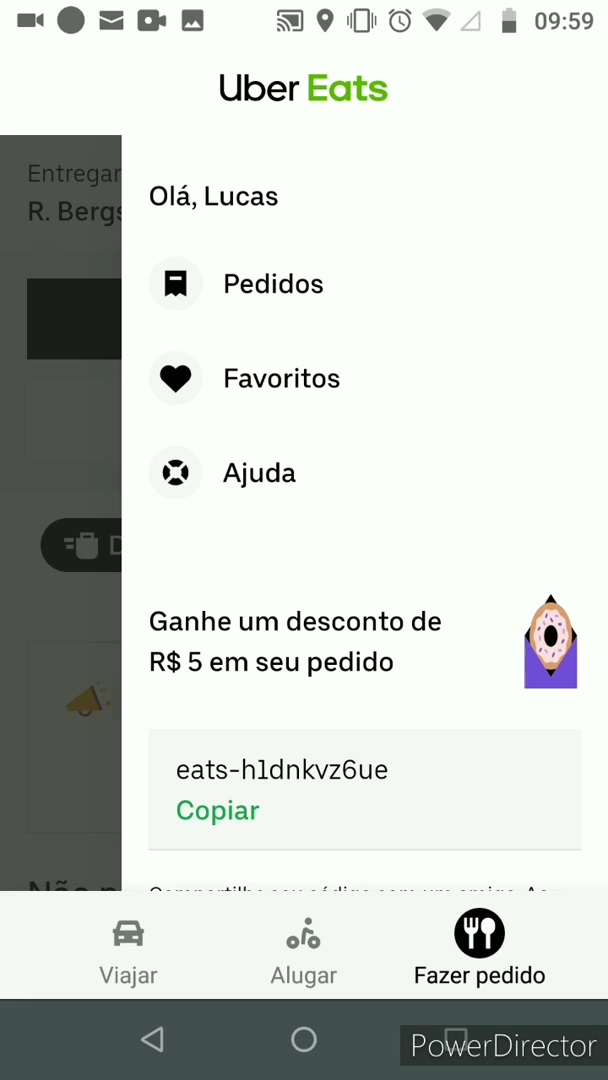 09:59
Uber Eats
Entregar
R. Bergs
Olá, Lucas
Pedidos
Favoritos
Ajuda
D
Ganhe um desconto de
R$ 5 em seu pedido
eats-h1dnkvz6ue
Copiar
Viajar
Alugar
Fazer pedido
PowerDirector